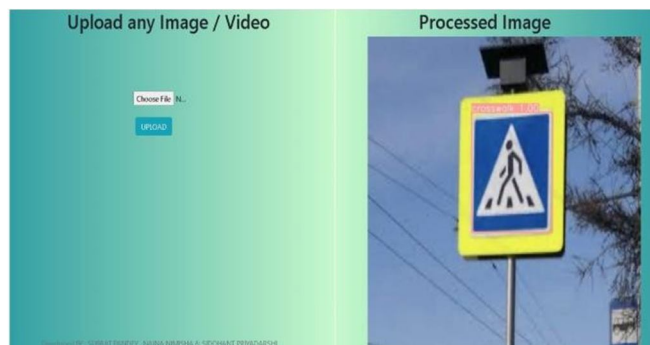 Upload any Image / Video
Processed Image
Choose File N...
UPLOAD
crosswalk 1.00